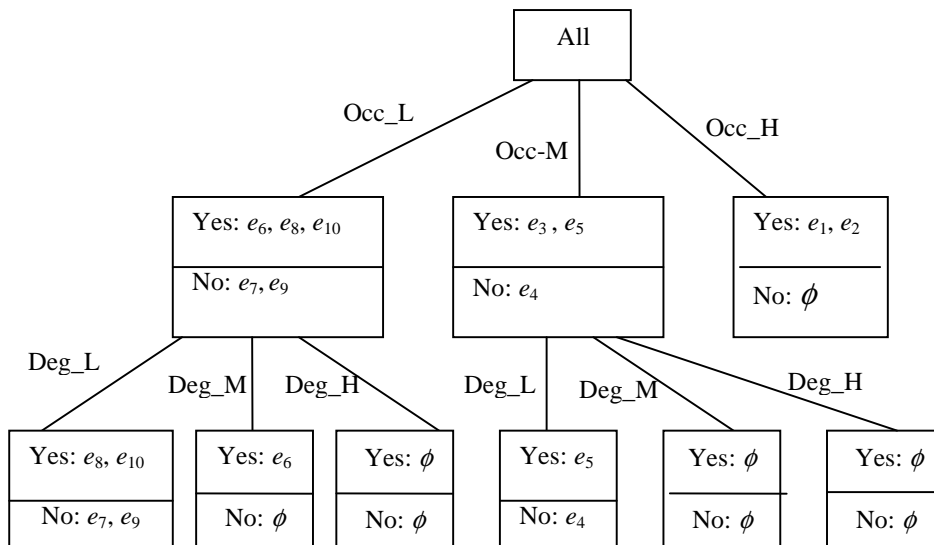 All
Occ_L
Occ-M
Occ_H
Yes: e6, e8, e10
No: e7, e9
Yes: e3 , e5
No: e4
Yes: e1, e2
No: ϕ
Deg_L
Deg_M
Deg_H
Deg_L
Deg_M
Deg_H
Yes: e8, e10
No: e7, e9
Yes: e6
No: ϕ
Yes: ϕ
No: ϕ
Yes: e5
No: e4
Yes: ϕ
No: ϕ
Yes: ϕ
No: ϕ